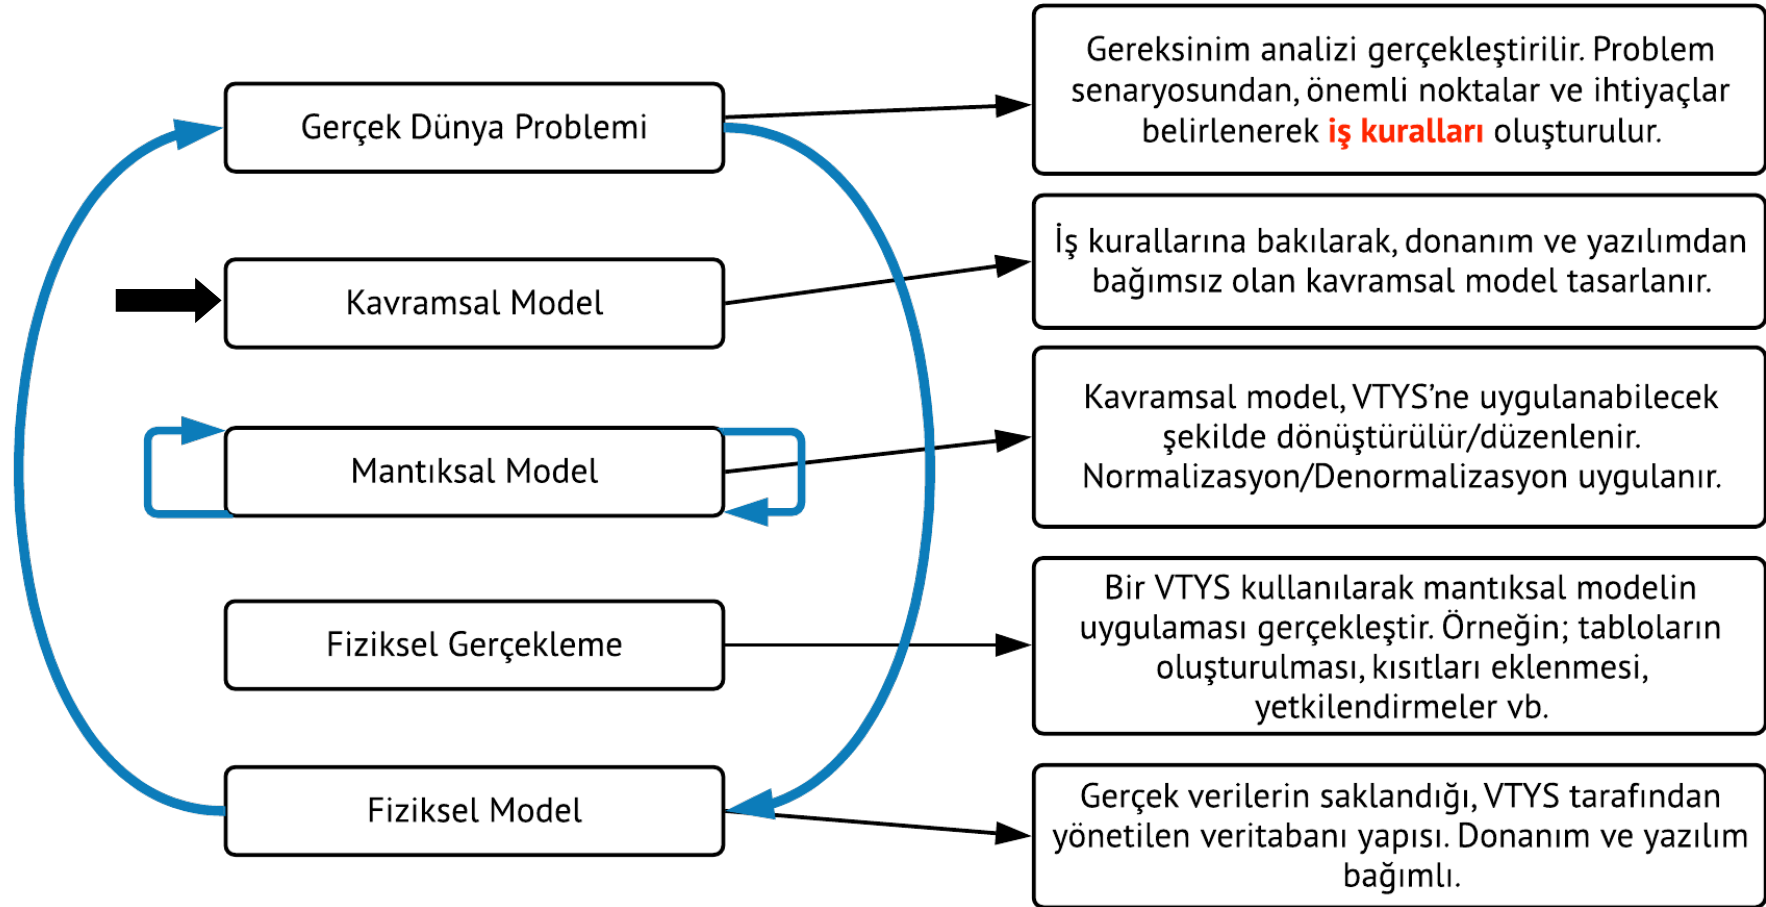 Gerçek Dünya Problemi
Gereksinim analizi gerçekleştirilir. Problem
senaryosundan, önemli noktalar ve ihtiyaçlar
belirlenerek iş kuralları oluşturulur.
Kavramsal Model
İş kurallarına bakılarak, donanım ve yazılımdan
bağımsız olan kavramsal model tasarlanır.
Mantıksal Model
Kavramsal model, VTYS’ne uygulanabilecek
şekilde dönüştürülür/düzenlenir.
Normalizasyon/Denormalizasyon uygulanır.
Fiziksel Gerçekleme
Bir VTYS kullanılarak mantıksal modelin
uygulaması gerçekleştir. Örneğin; tabloların
oluşturulması, kısıtları eklenmesi,
yetkilendirmeler vb.
Fiziksel Model
Gerçek verilerin saklandığı, VTYS tarafından
yönetilen veritabanı yapısı. Donanım ve yazılım
bağımlı.